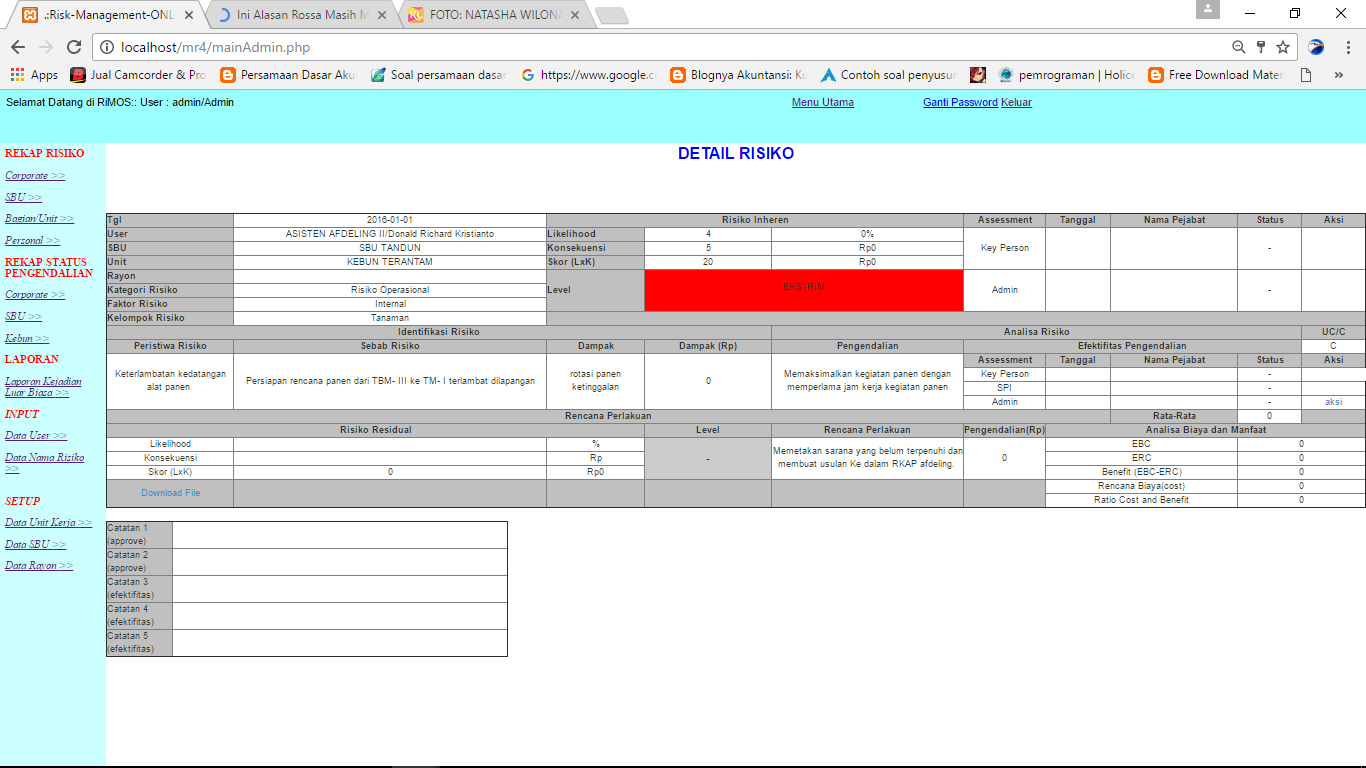 .:Risk-Management-ONL
Ini Alasan Rossa Masih M
FOTO: NATASHA WILONA
localhost/mr4/mainAdmin.php
Apps Jual Camcorder & Pro Persamaan Dasar Aku Soal persamaan dasar https://www.google.c Blognya Akuntansi: Ku Contoh soal penyusun pemrograman | Holic Free Download Mater »
Selamat Datang di RiMOS:: User : admin/Admin Menu Utama Ganti Password Keluar
REKAP RISIKO
Corporate >>
SBU >>
Bagian/Unit >>
Personal >>
REKAP STATUS
PENGENDALIAN
Corporate >>
SBU >>
Kebun >>
LAPORAN
Laporan Kejadian
Luar Biasa >>
INPUT
Data User >>
Data Nama Risiko
>>
SETUP
Data Unit Kerja >>
Data SBU >>
Data Rayon >>
DETAIL RISIKO
Tgl 2016-01-01 Risiko Inheren Assessment Tanggal Nama Pejabat Status Aksi
User ASISTEN AFDELING II/Donald Richard Kristianto Likelihood 4 0%
SBU SBU TANDUN Konsekuensi 5 Rp0 Key Person -
Unit KEBUN TERANTAM Skor (LxK) 20 Rp0
Rayon
Kategori Risiko Risiko Operasional Level EKSTRIM Admin -
Faktor Risiko Internal
Kelompok Risiko Tanaman
Identifikasi Risiko Analisa Risiko UC/C
Peristiwa Risiko Sebab Risiko Dampak Dampak (Rp) Pengendalian Efektifitas Pengendalian C
Keterlambatan kedatangan
alat panen
Persiapan rencana panen dari TBM- III ke TM- I terlambat dilapangan
rotasi panen
ketinggalan
0
Memaksimalkan kegiatan panen dengan
memperlama jam kerja kegiatan panen
Assessment Tanggal Nama Pejabat Status Aksi
Key Person -
SPI -
Admin - aksi
Rencana Perlakuan Rata-Rata 0
Risiko Residual Level Rencana Perlakuan Pengendalian(Rp) Analisa Biaya dan Manfaat
Likelihood %
Konsekuensi Rp
Skor (LxK) 0 Rp0
-
Memetakan sarana yang belum terpenuhi dan
membuat usulan Ke dalam RKAP afdeling.
0
EBC 0
ERC 0
Benefit (EBC-ERC) 0
Download File
Rencana Biaya(cost) 0
Ratio Cost and Benefit 0
Catatan 1
(approve)
Catatan 2
(approve)
Catatan 3
(efektifitas)
Catatan 4
(efektifitas)
Catatan 5
(efektifitas)